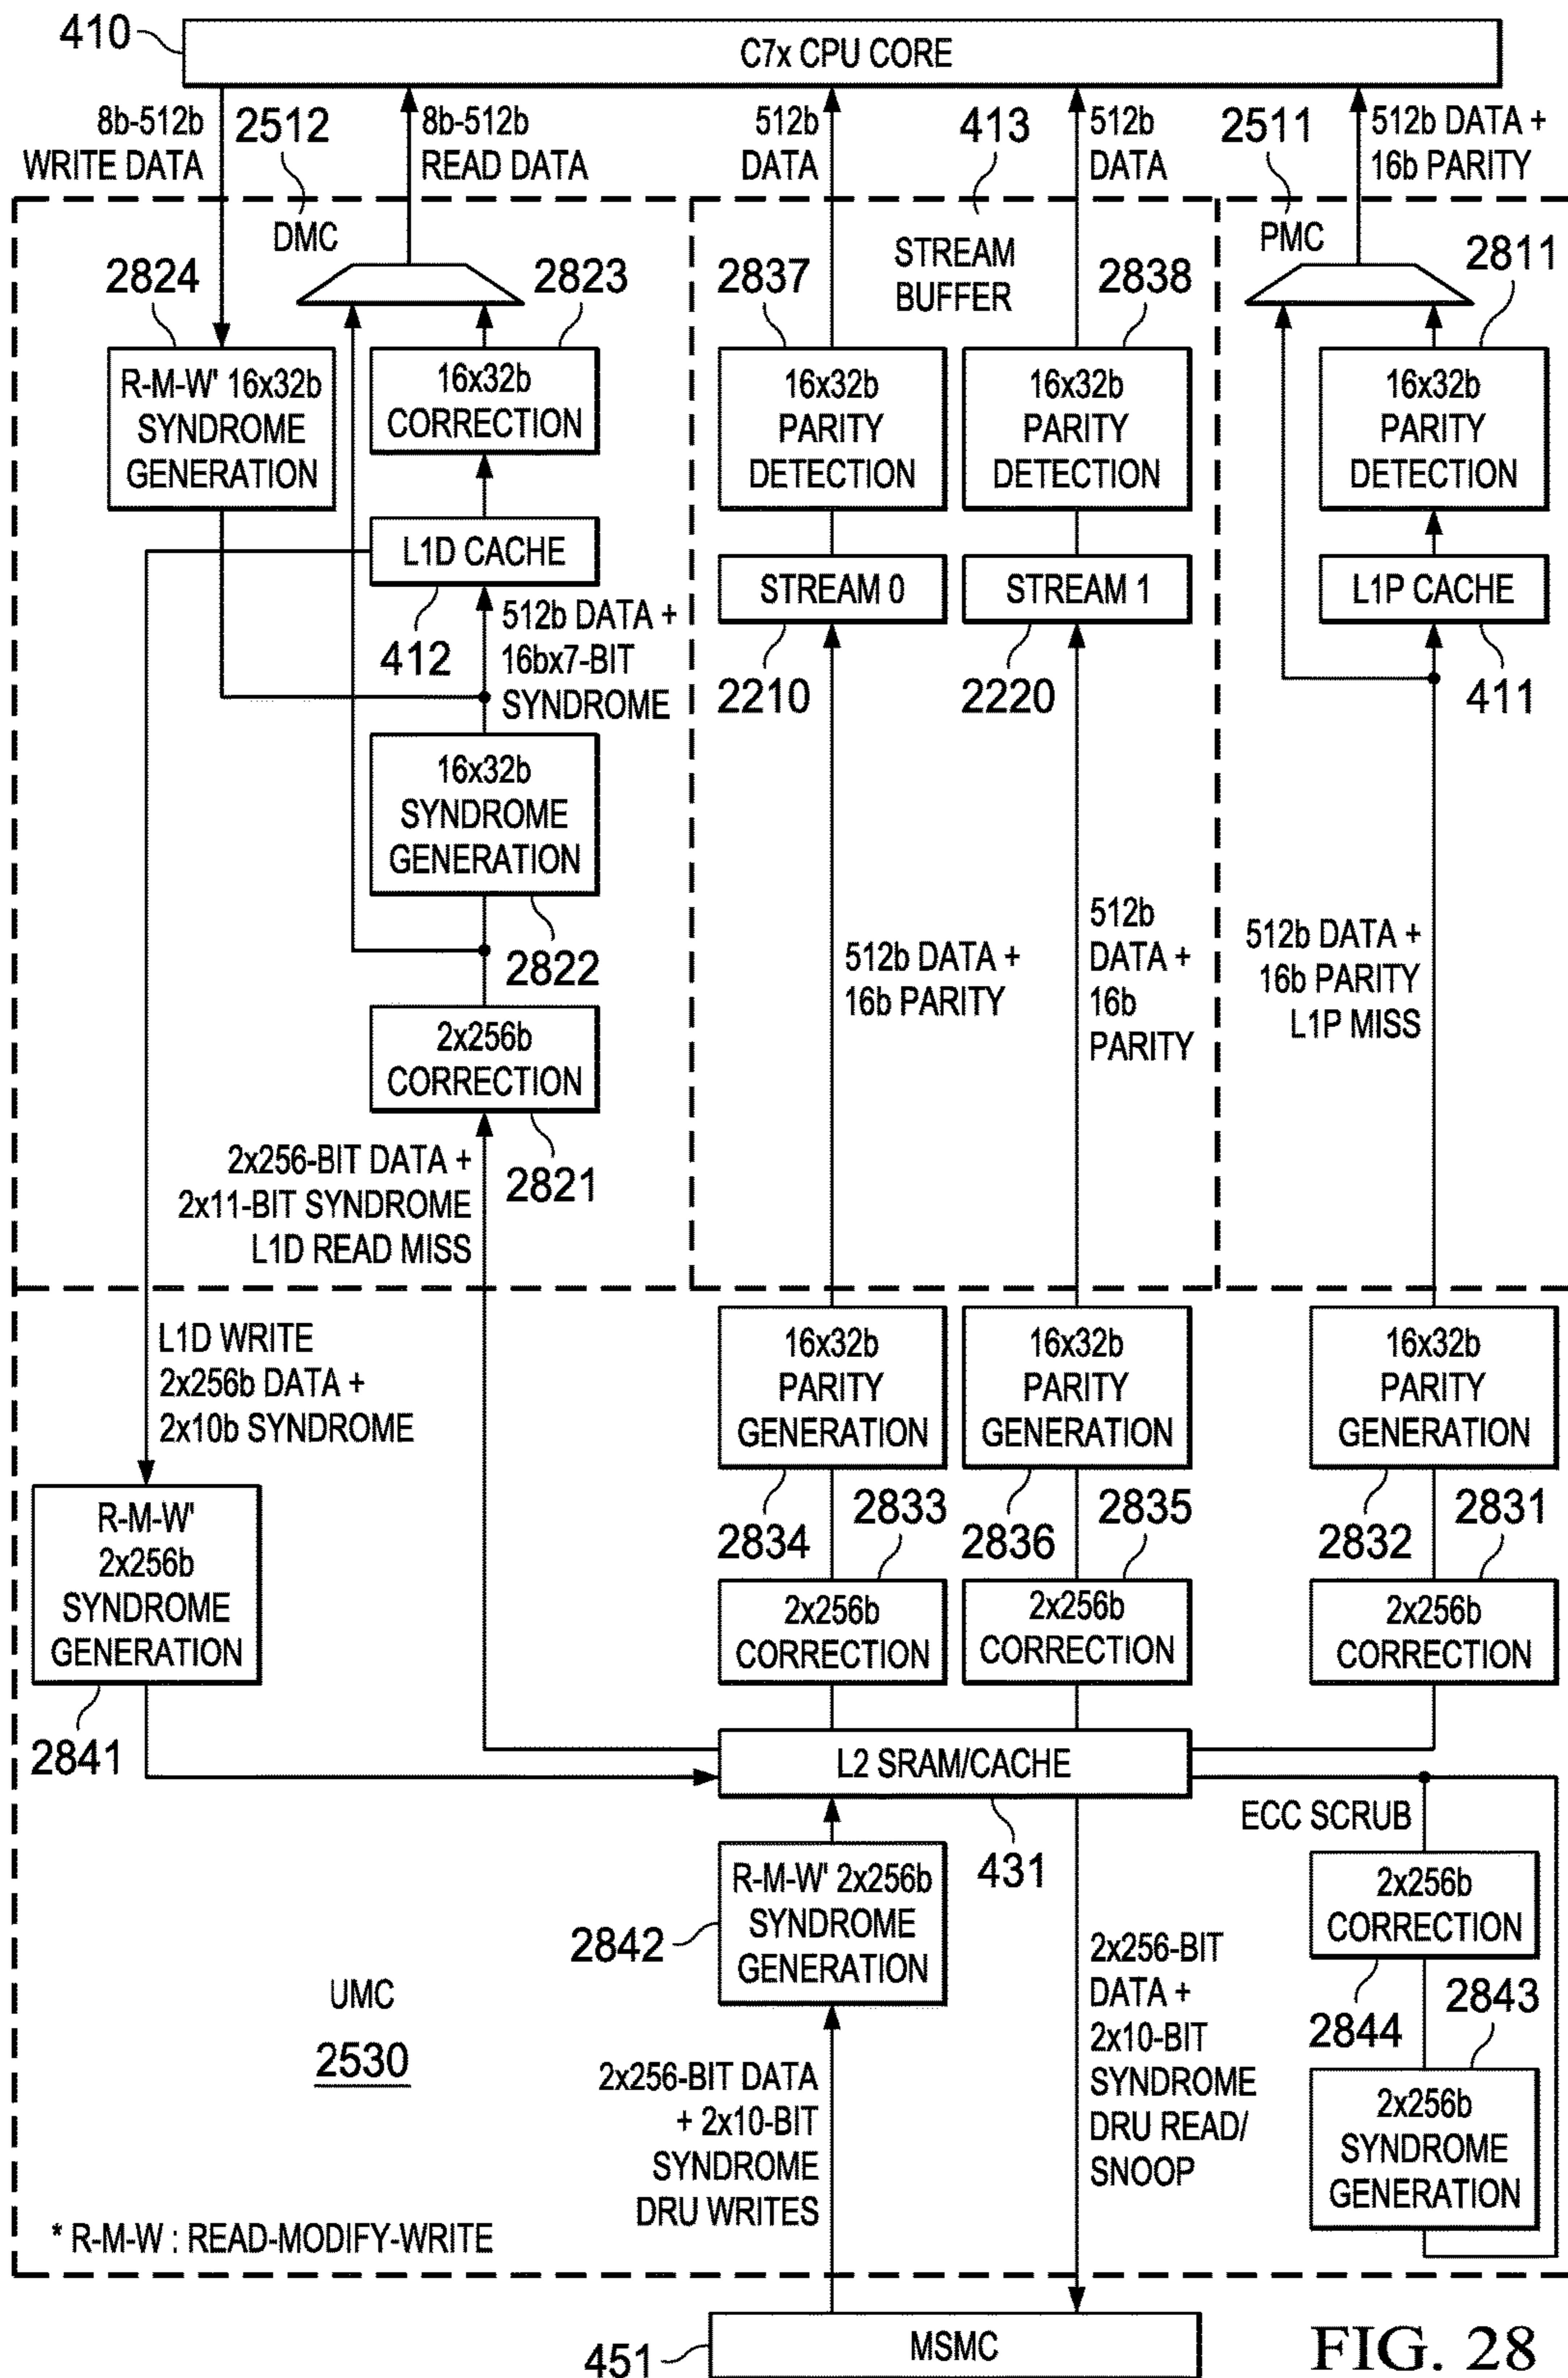 410
C7x CPU CORE
8b-512b
WRITE DATA
2512
8b-512b
READ DATA
512b
DATA
413
512b
DATA
2511
512b DATA +
16b PARITY
DMC
STREAM
BUFFER
PMC
2824
2823
2837
2838
2811
R-M-W' 16x32b
SYNDROME
GENERATION
16x32b
CORRECTION
16x32b
PARITY
DETECTION
16x32b
PARITY
DETECTION
16x32b
PARITY
DETECTION
L1D CACHE
STREAM 0
STREAM 1
L1P CACHE
412
512b DATA +
16bx7-BIT
SYNDROME
2210
2220
411
16x32b
SYNDROME
GENERATION
2822
512b DATA +
16b PARITY
512b
DATA +
16b
PARITY
512b DATA +
16b PARITY
L1P MISS
2x256b
CORRECTION
2821
2x256-BIT DATA +
2x11-BIT SYNDROME
L1D READ MISS
L1D WRITE
2x256b DATA +
2x10b SYNDROME
16x32b
PARITY
GENERATION
16x32b
PARITY
GENERATION
16x32b
PARITY
GENERATION
2834
2833
2836
2835
2832
2831
R-M-W'
2x256b
SYNDROME
GENERATION
2841
2x256b
CORRECTION
2x256b
CORRECTION
2x256b
CORRECTION
L2 SRAM/CACHE
431
ECC SCRUB
R-M-W' 2x256b
SYNDROME
GENERATION
2842
2x256b
CORRECTION
2844
2843
2x256-BIT
DATA +
2x10-BIT
SYNDROME
DRU READ/
SNOOP
UMC
2530
2x256-BIT DATA
+ 2x10-BIT
SYNDROME
DRU WRITES
2x256b
SYNDROME
GENERATION
* R-M-W : READ-MODIFY-WRITE
451
MSMC
FIG. 28